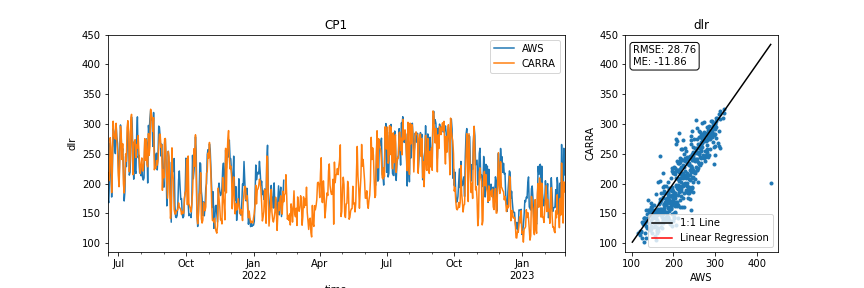 CP1
dlr
450
400
350
300
250
200
150
100
dlr
AWS
CARRA
Jul
Oct
Jan
2022
Apr
Jul
Oct
Jan
2023
time
450
400
350
300
250
200
150
100
CARRA
RMSE: 28.76
ME: -11.86
1:1 Line
Linear Regression
100
200
300
400
AWS